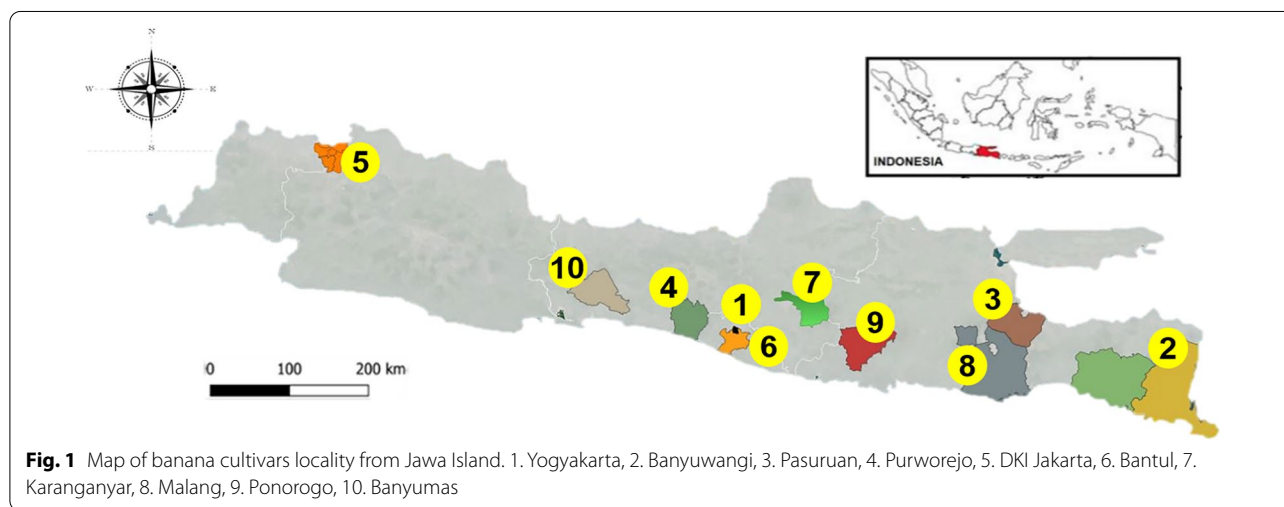 N
W
E
S
INDONESIA
5
10
4
1
7
3
9
2
6
8
0 100 200 km
Fig. 1 Map of banana cultivars locality from Jawa Island. 1. Yogyakarta, 2. Banyuwangi, 3. Pasuruan, 4. Purworejo, 5. DKI Jakarta, 6. Bantul, 7.
Karanganyar, 8. Malang, 9. Ponorogo, 10. Banyumas